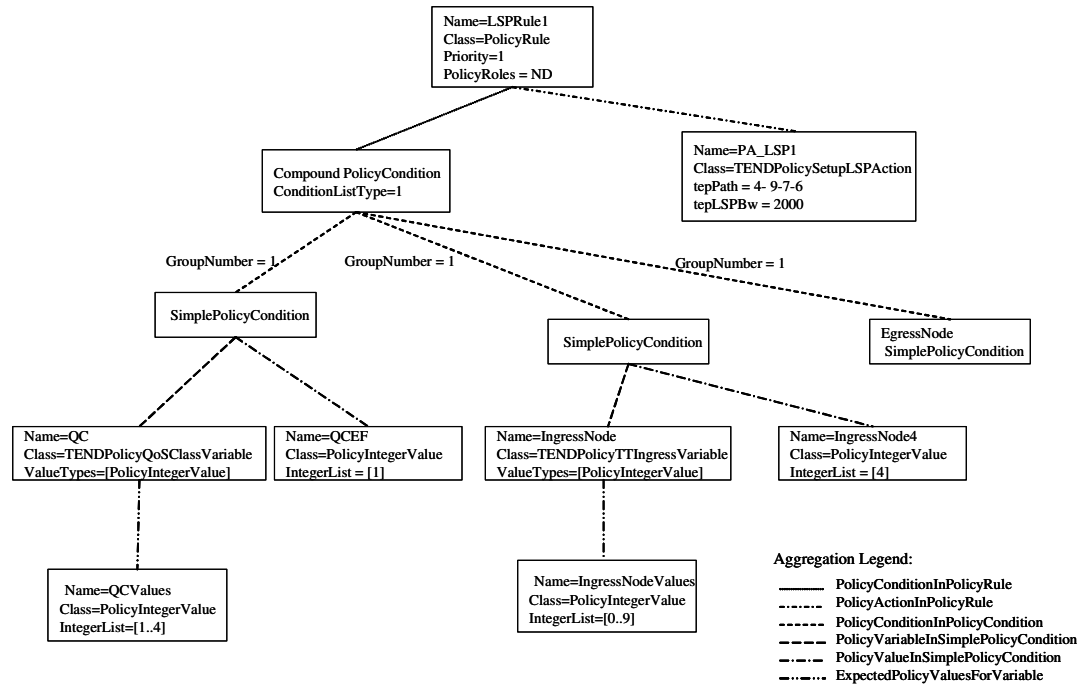 Name=LSPRule1
Class=PolicyRule
Priority=1
PolicyRoles = ND
Compound PolicyCondition
ConditionListType=1
Name=PA_LSP1
Class=TENDPolicySetupLSPAction
tepPath = 4- 9-7-6
tepLSPBw = 2000
GroupNumber = 1
GroupNumber = 1
GroupNumber = 1
SimplePolicyCondition
SimplePolicyCondition
EgressNode
SimplePolicyCondition
Name=QC
Class=TENDPolicyQoSClassVariable
ValueTypes=[PolicyIntegerValue]
Name=QCEF
Class=PolicyIntegerValue
IntegerList = [1]
Name=IngressNode
Class=TENDPolicyTTIngressVariable
ValueTypes=[PolicyIntegerValue]
Name=IngressNode4
Class=PolicyIntegerValue
IntegerList = [4]
Name=QCValues
Class=PolicyIntegerValue
IntegerList=[1..4]
Name=IngressNodeValues
Class=PolicyIntegerValue
IntegerList=[0..9]
Aggregation Legend:
PolicyConditionInPolicyRule
PolicyActionInPolicyRule
PolicyConditionInPolicyCondition
PolicyVariableInSimplePolicyCondition
PolicyValueInSimplePolicyCondition
ExpectedPolicyValuesForVariable